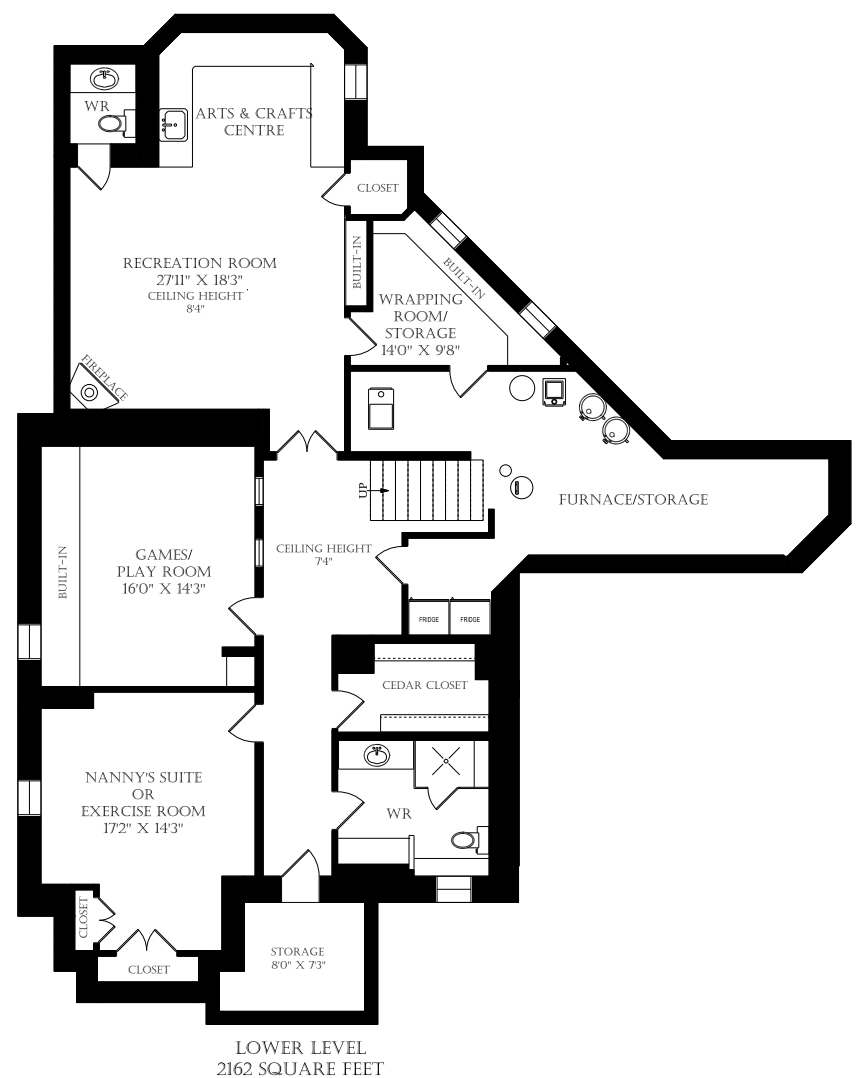 WR
ARTS & CRAFTS
CENTRE
CLOSET
RECREATION ROOM
27'11" X 18'3"
CEILING HEIGHT
8'4"
BUILT-IN
BUILT-IN
WRAPPING
ROOM/
STORAGE
14'0" X 9'8"
FIREPLACE
UP
FURNACE/STORAGE
CEILING HEIGHT
7'4"
GAMES/
PLAY ROOM
16'0" X 14'3"
BUILT-IN
FRIDGE
FRIDGE
CEDAR CLOSET
NANNY'S SUITE
OR
EXERCISE ROOM
17'2" X 14'3"
WR
CLOSET
CLOSET
STORAGE
8'0" X 7'3"
LOWER LEVEL
2162 SQUARE FEET